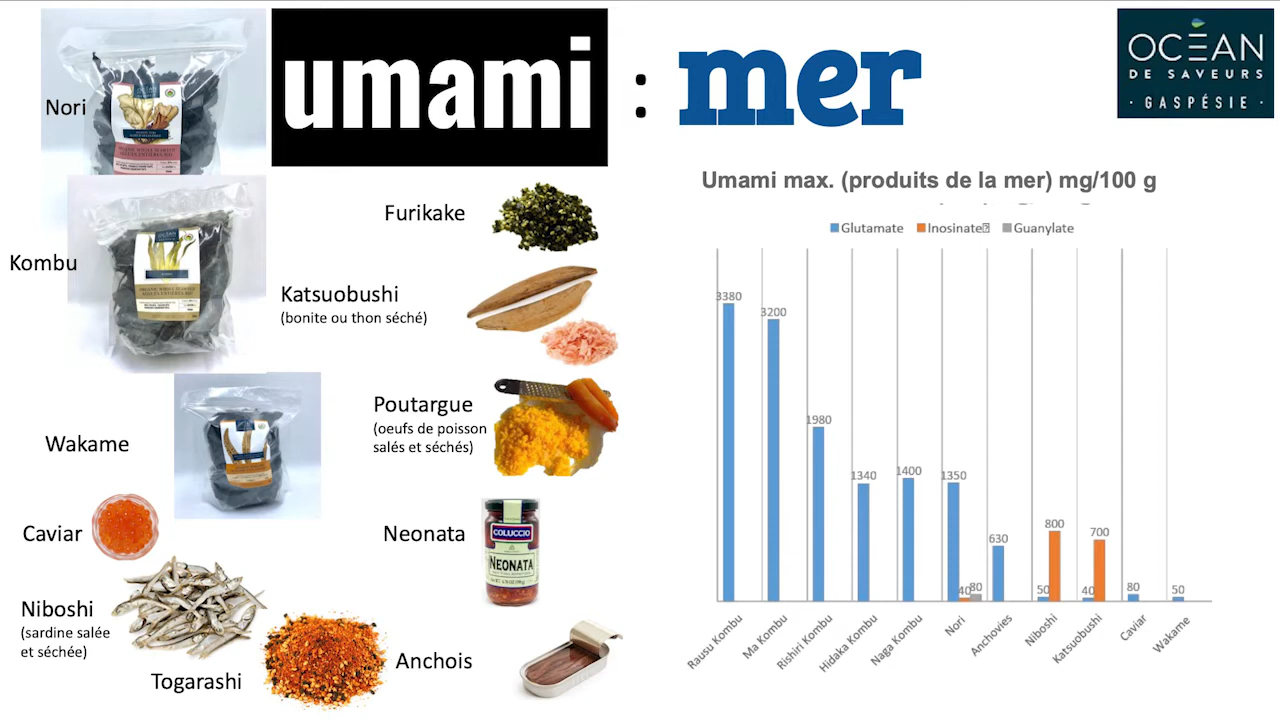 Nori
umami : mer
OCÉAN
DE SAVEURS
· GASPÉSIE ·
Kombu
Furikake
Katsuobushi
(bonite ou thon séché)
Wakame
Poutargue
(oeufs de poisson
salés et séchés)
Caviar
Neonata
COLUCCIO
NEONATA
Niboshi
(sardine salée
et séchée)
Togarashi
Anchois
Umami max. (produits de la mer) mg/100 g
Glutamate Inosinate Guanylate
3380
3200
1980
1340
1400
1350
40
80
630
50
800
40
700
80
50
Rausu Kombu
Ma Kombu
Rishiri Kombu
Hidaka Kombu
Naga Kombu
Nori
Anchovies
Niboshi
Katsuobushi
Caviar
Wakame